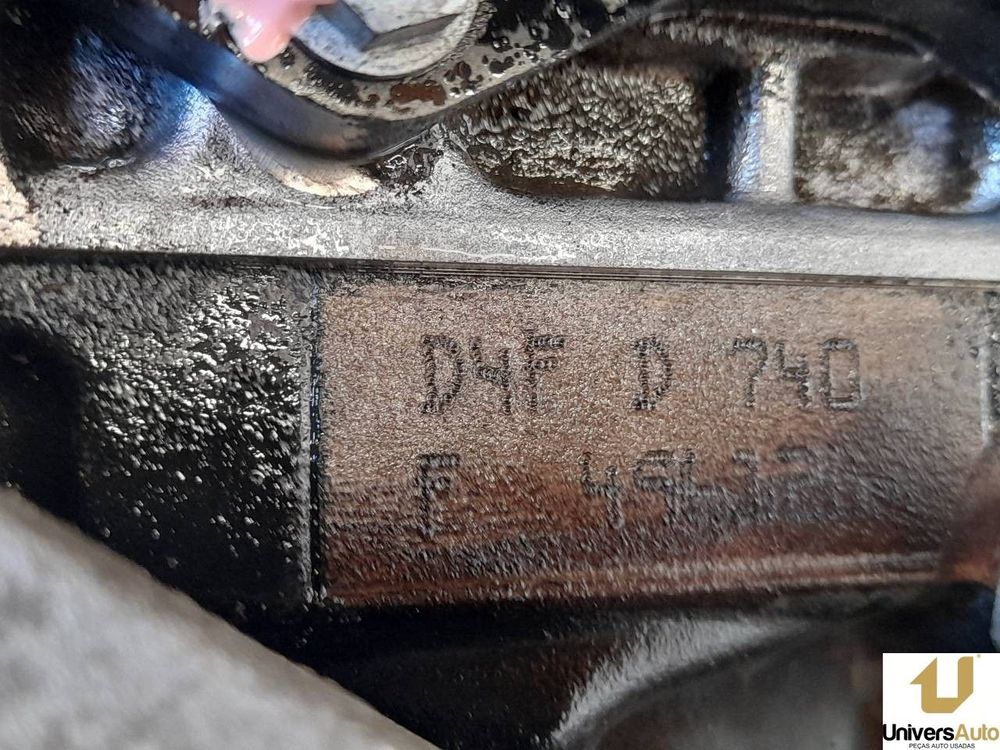 D4F D 740
F
UniversAuto
PEÇAS AUTO USADAS